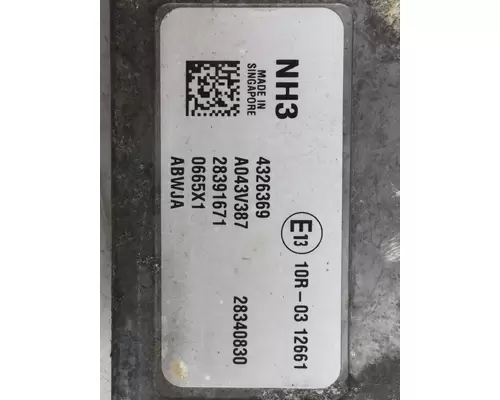 NH3
MADE IN
SINGAPORE
E13 10R-03 12661
4326369
A043V387
28391671 28340830
0665X1
ABWJA